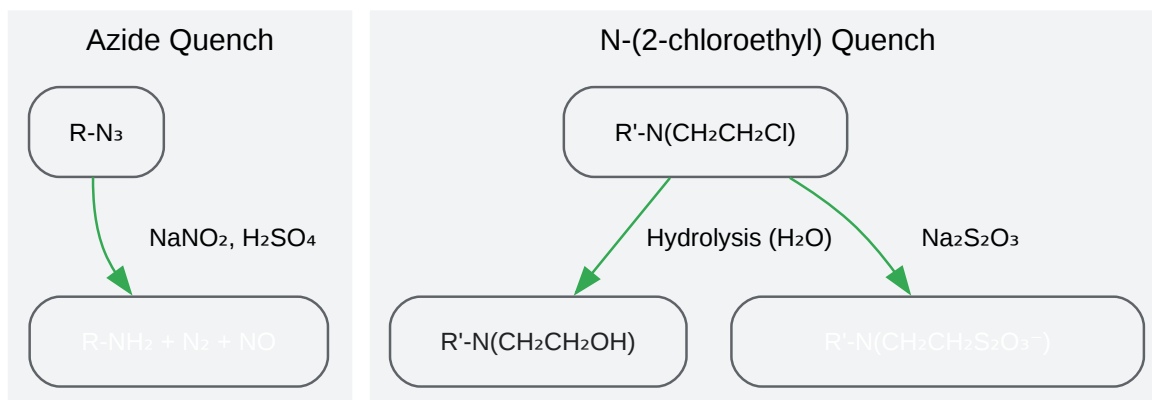 Azide Quench
N-(2-chloroethyl) Quench
R-N₃
R'-N(CH₂CH₂Cl)
NaNO₂, H₂SO₄
Hydrolysis (H₂O)
Na₂S₂O₃
R-NH₂ + N₂ + NO
R'-N(CH₂CH₂OH)
R'-N(CH₂CH₂S₂O₃⁻)